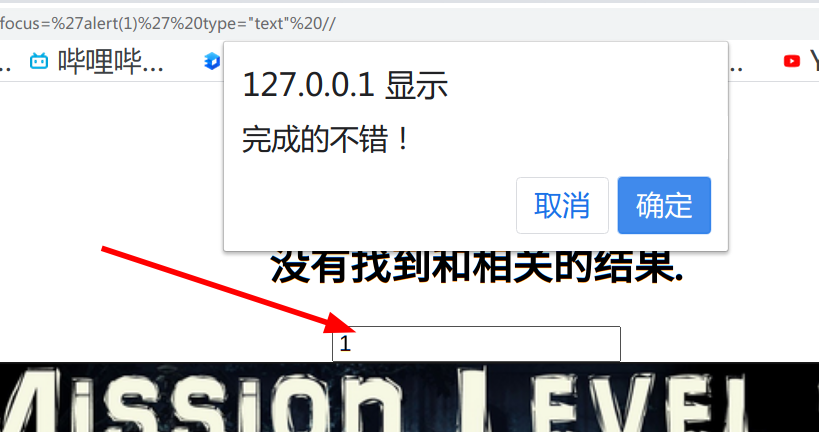 focus=%27alert(1)%27%20type="text"%20//
.. 哔哩哔... ..
127.0.0.1 显示
完成的不错！
取消 确定
没有找到和相关的结果.
1
MISSION LEVEL